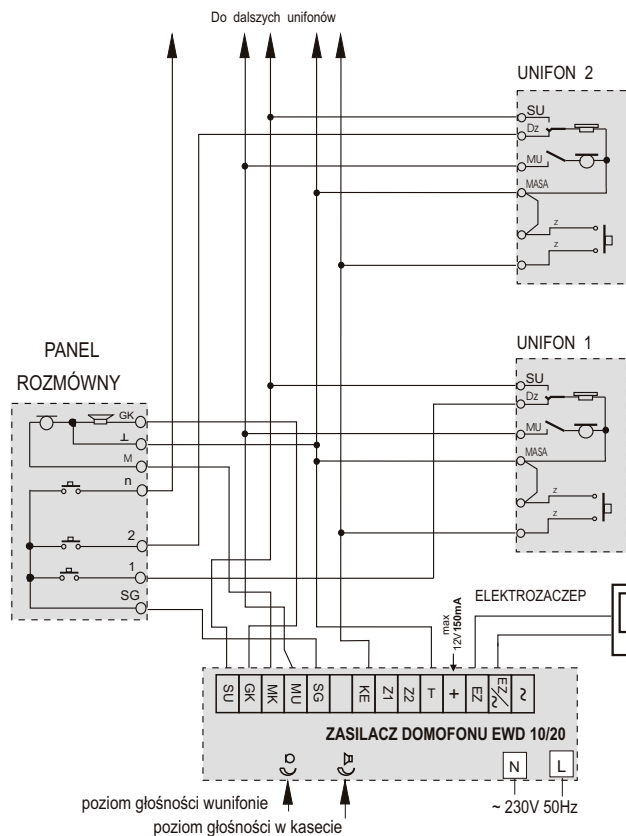 Do dalszych unifonów
UNIFON 2
SU
Dz
MU
MASA
z
z
UNIFON 1
SU
Dz
MU
MASA
z
z
PANEL
ROZMÓWNY
GK
⊥
M
n
2
1
SG
ELEKTROZACZEP
max
12V150mA
SU GK MK MU SG KE Z1 Z2 ⊥ + EZ EZ/~ ~
ZASILACZ DOMOFONU EWD 10/20
N L
poziom głośności wunifonie
~ 230V 50Hz
poziom głośności w kasecie